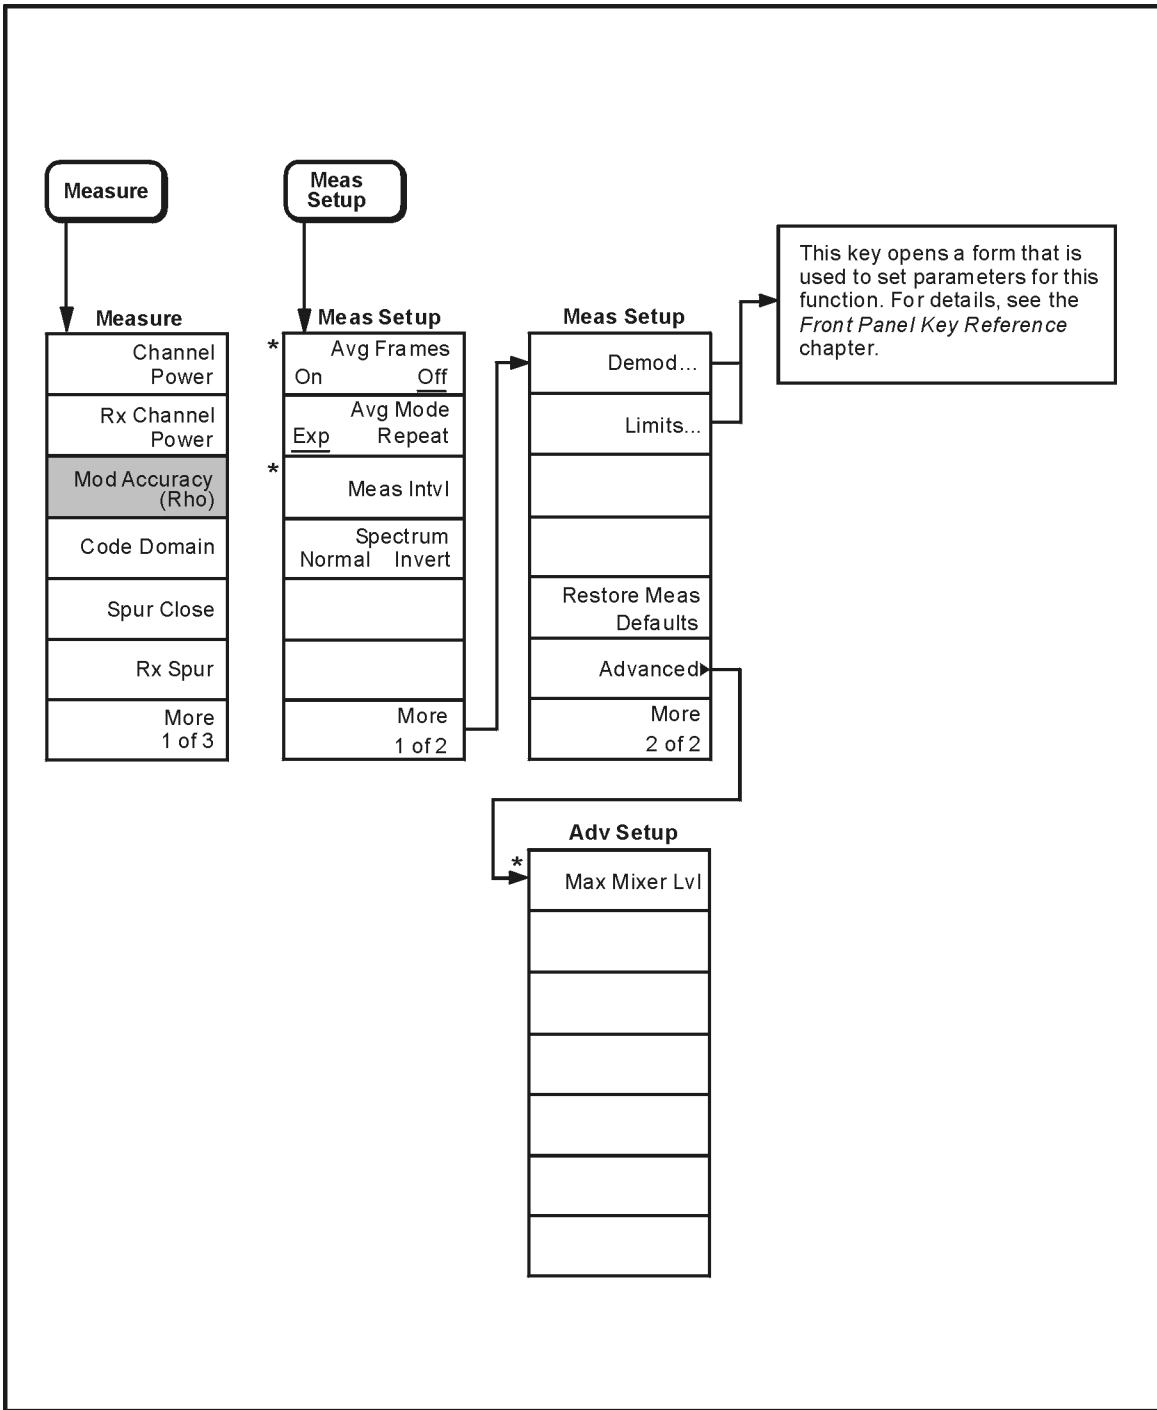 Measure
Meas
Setup
This key opens a form that is
used to set parameters for this
function. For details, see the
Front Panel Key Reference
chapter.
Measure
Channel
Power
Rx Channel
Power
Mod Accuracy
(Rho)
Code Domain
Spur Close
Rx Spur
More
1 of 3
Meas Setup
* Avg Frames
On Off
Avg Mode
Exp Repeat
* Meas Intvl
Spectrum
Normal Invert
More
1 of 2
Meas Setup
Demod...
Limits...
Restore Meas
Defaults
Advanced
More
2 of 2
Adv Setup
* Max Mixer Lvl